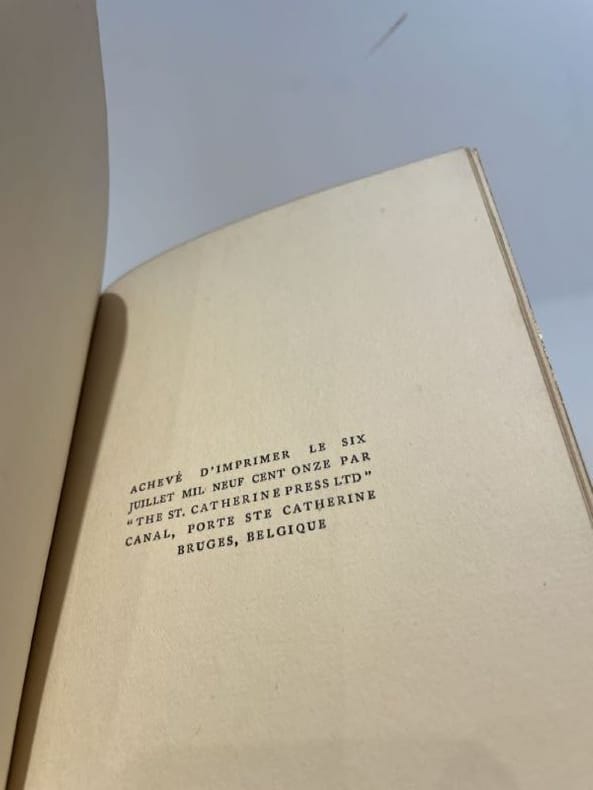 ACHEVÉ D'IMPRIMER LE SIX
JUILLET MIL NEUF CENT ONZE PAR
"THE ST. CATHERINE PRESS LTD"
CANAL, PORTE STE CATHERINE
BRUGES, BELGIQUE